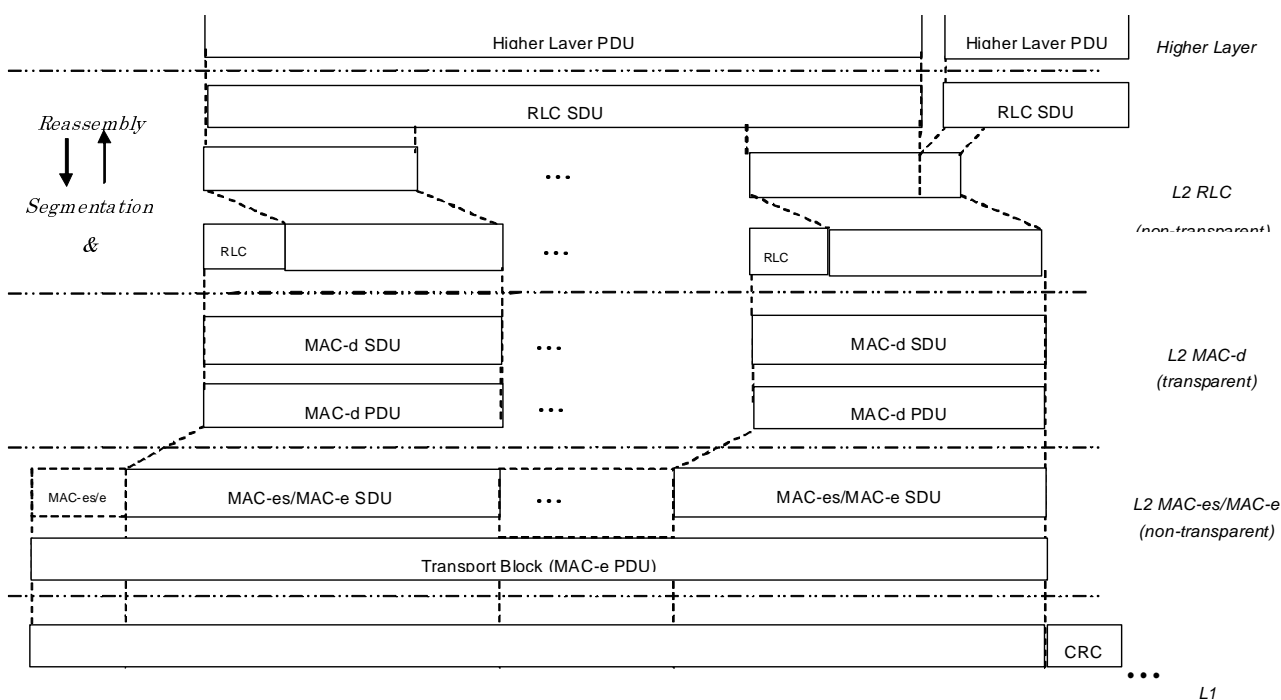 Higher Layer PDU
Higher Layer PDU
Higher Layer
RLC SDU
RLC SDU
Reassembly
...
L2 RLC
(non-transparent)
Segmentation
&
RLC
...
RLC
MAC-d SDU
...
MAC-d SDU
L2 MAC-d
(transparent)
MAC-d PDU
...
MAC-d PDU
MAC-es/e
MAC-es/MAC-e SDU
...
MAC-es/MAC-e SDU
L2 MAC-es/MAC-e
(non-transparent)
Transport Block (MAC-e PDU)
CRC
...
L1